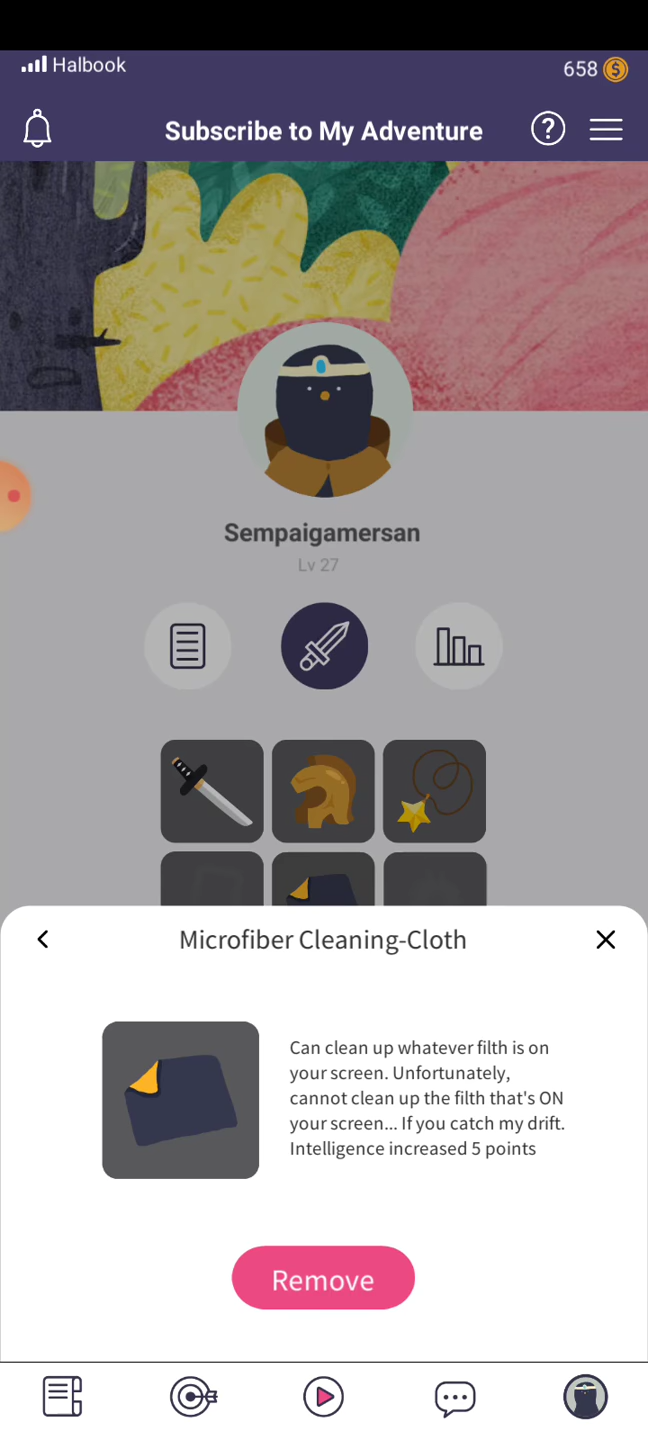 Halbook
658
Subscribe to My Adventure
Sempaigamersan
Lv 27
Microfiber Cleaning-Cloth
Can clean up whatever filth is on
your screen. Unfortunately,
cannot clean up the filth that's ON
your screen... If you catch my drift.
Intelligence increased 5 points
Remove